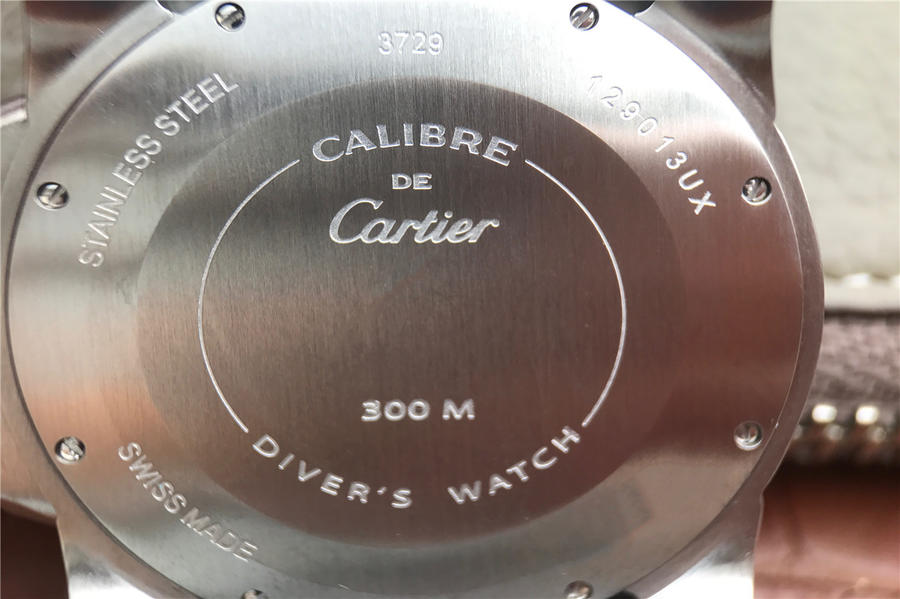 3729
129013UX
STAINLESS STEEL
CALIBRE
DE
Cartier
300 M
DIVER'S WATCH
SWISS MADE